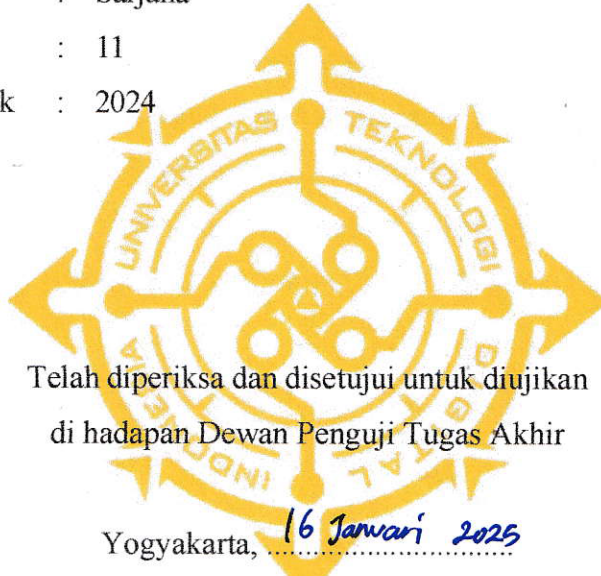 : Sarjana
: 11
k : 2024
UNIVERSITAS TEKNOLOGI DIGITAL INDONESIA
Telah diperiksa dan disetujui untuk diujikan
di hadapan Dewan Penguji Tugas Akhir
Yogyakarta, 16 Januari 2025